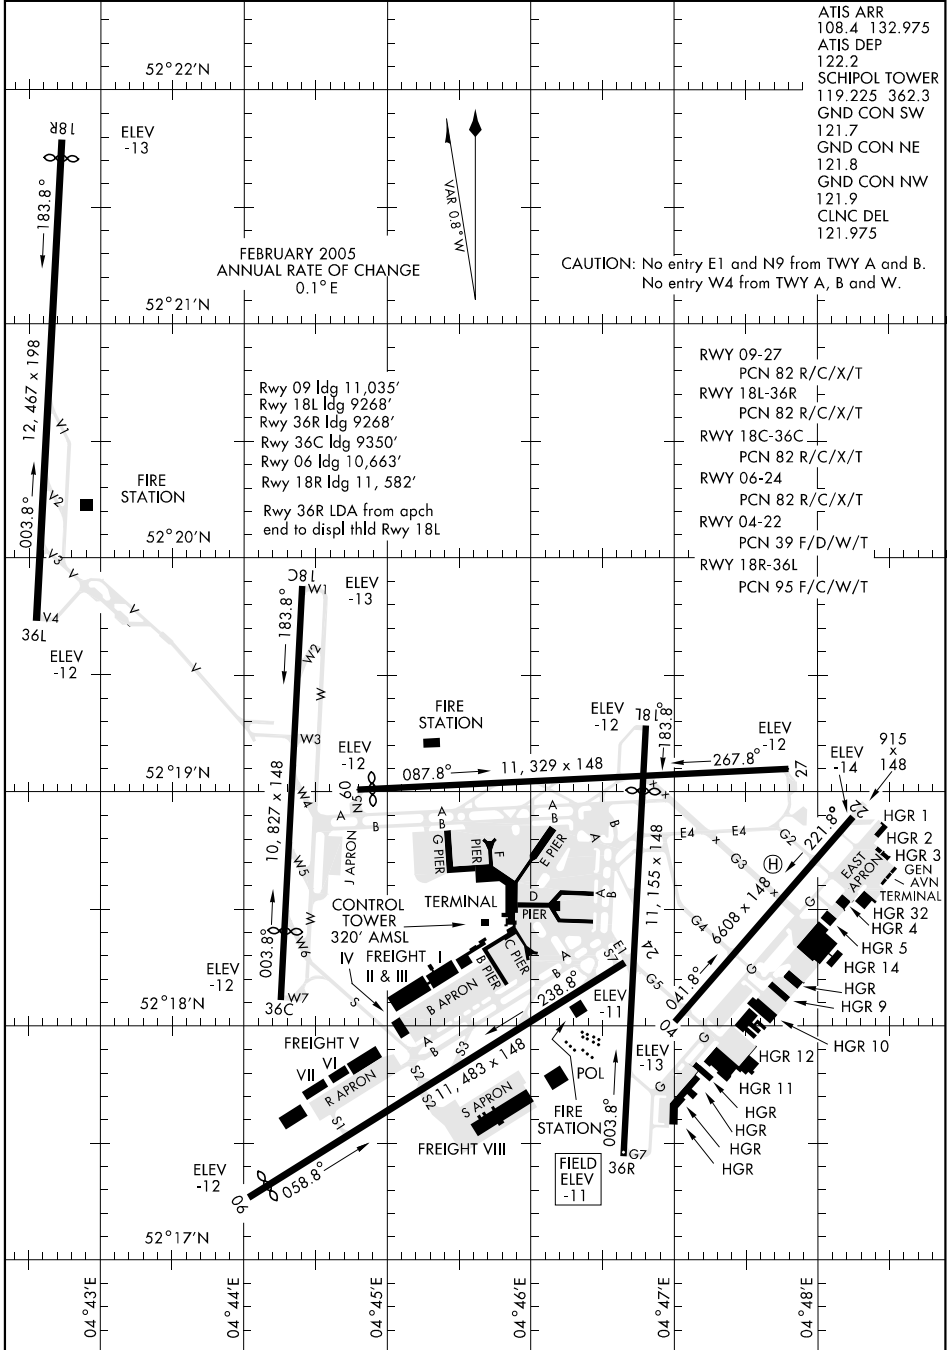 ATIS ARR
108.4 132.975
ATIS DEP
122.2
SCHIPOL TOWER
119.225 362.3
GND CON SW
121.7
GND CON NE
121.8
GND CON NW
121.9
CLNC DEL
121.975
CAUTION: No entry E1 and N9 from TWY A and B.
No entry W4 from TWY A, B and W.
52°22'N
18R
ELEV
-13
183.8°
VAR 0.8°W
FEBRUARY 2005
ANNUAL RATE OF CHANGE
0.1°E
52°21'N
12, 467 x 198
Rwy 09 ldg 11,035'
Rwy 18L ldg 9268'
Rwy 36R ldg 9268'
Rwy 36C ldg 9350'
Rwy 06 ldg 10,663'
Rwy 18R ldg 11, 582'
Rwy 36R LDA from apch
end to displ thld Rwy 18L
RWY 09-27
PCN 82 R/C/X/T
RWY 18L-36R
PCN 82 R/C/X/T
RWY 18C-36C
PCN 82 R/C/X/T
RWY 06-24
PCN 82 R/C/X/T
RWY 04-22
PCN 39 F/D/W/T
RWY 18R-36L
PCN 95 F/C/W/T
V1
V2
FIRE
STATION
003.8°
52°20'N
V3
V
V
V
V4
36L
ELEV
-12
18C
W1
ELEV
-13
183.8°
W2
W
W3
10, 827 x 148
W4
W5
W
W6
003.8°
ELEV
-12
36C
W7
FIRE
STATION
ELEV
-12
18L
183.8°
ELEV
-12
52°19'N
ELEV
-12
09
N5
087.8°
11, 329 x 148
267.8°
27
ELEV
-14
915
x
148
22
221.8°
A
B
J APRON
A
B
G PIER
PIER
F
A
B
E PIER
A
B
E4
E4
G2
G3
H
HGR 1
HGR 2
HGR 3
GEN
AVN
TERMINAL
EAST
APRON
HGR 32
HGR 4
HGR 5
HGR 14
HGR
HGR 9
HGR 10
HGR 12
HGR 11
HGR
HGR
HGR
HGR
CONTROL
TOWER
320' AMSL
TERMINAL
D
PIER
A
B
C PIER
B PIER
IV
FREIGHT
I
II & III
B APRON
B
A
E1
S7
24
11, 155 x 148
G4
G5
6608 x 148
G
G
G
G
041.8°
04
52°18'N
S
238.8°
ELEV
-11
FREIGHT V
VI
VII
R APRON
A
B
S3
S2
S2
S1
11, 483 x 148
S APRON
FREIGHT VIII
POL
FIRE
STATION
ELEV
-13
003.8°
G7
36R
FIELD
ELEV
-11
ELEV
-12
06
058.8°
52°17'N
04°43'E
04°44'E
04°45'E
04°46'E
04°47'E
04°48'E